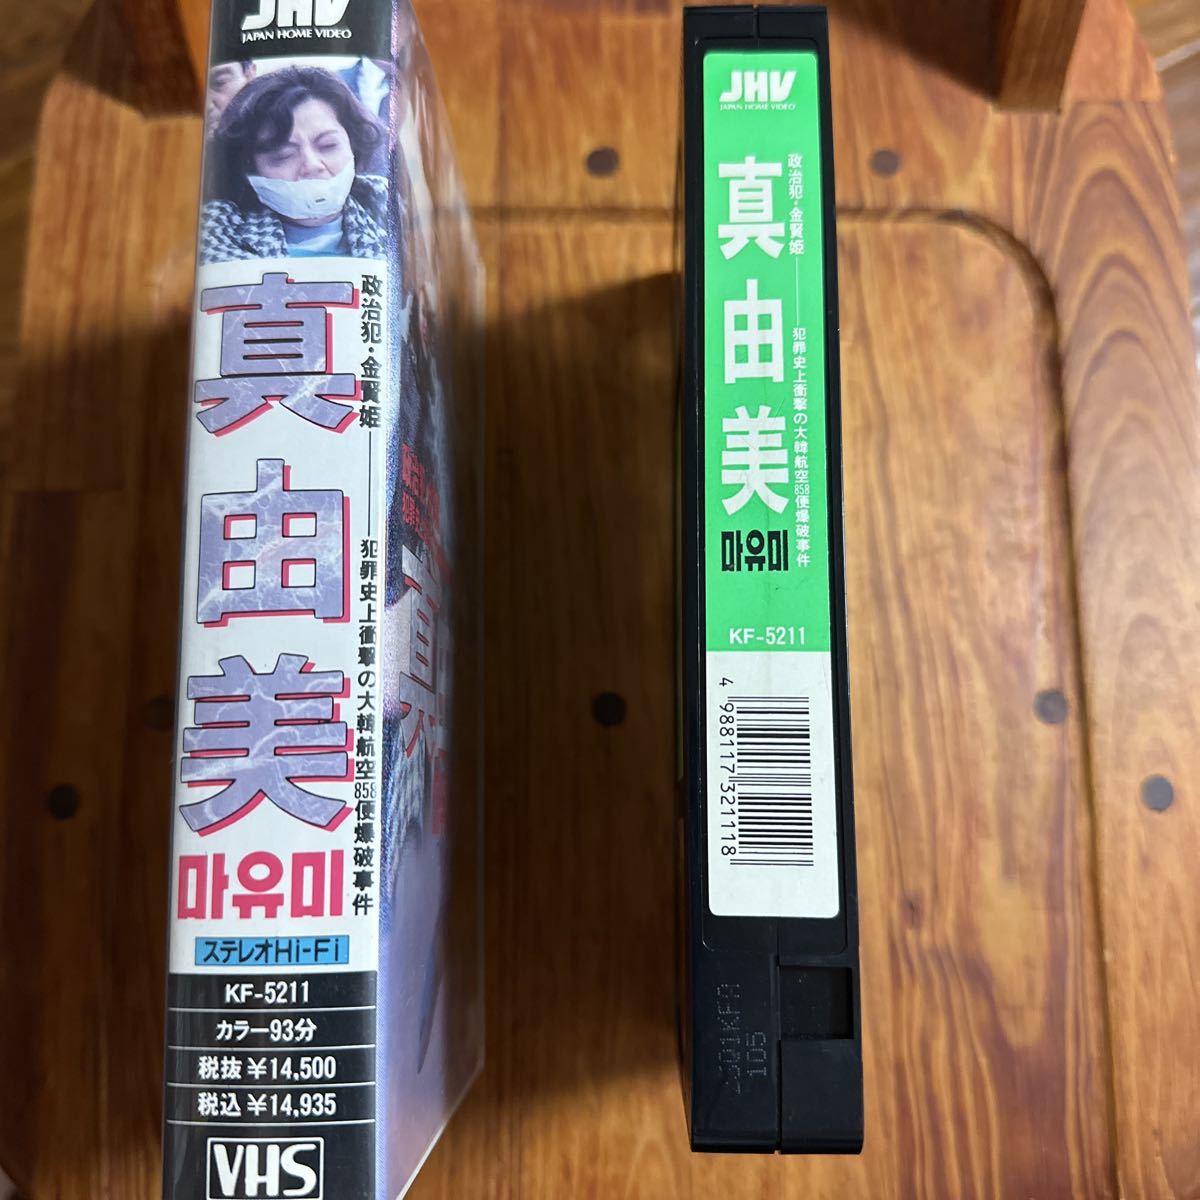 JHV
JAPAN HOME VIDEO
政治犯・金賢姫──犯罪史上衝撃の大韓航空858便爆破事件
真由美
마유미
ステレオHi-Fi
KF-5211
カラー93分
税抜￥14,500
税込￥14,935
VHS
JHV
JAPAN HOME VIDEO
政治犯・金賢姫──犯罪史上衝撃の大韓航空858便爆破事件
真由美
마유미
KF-5211
4988117321118
105